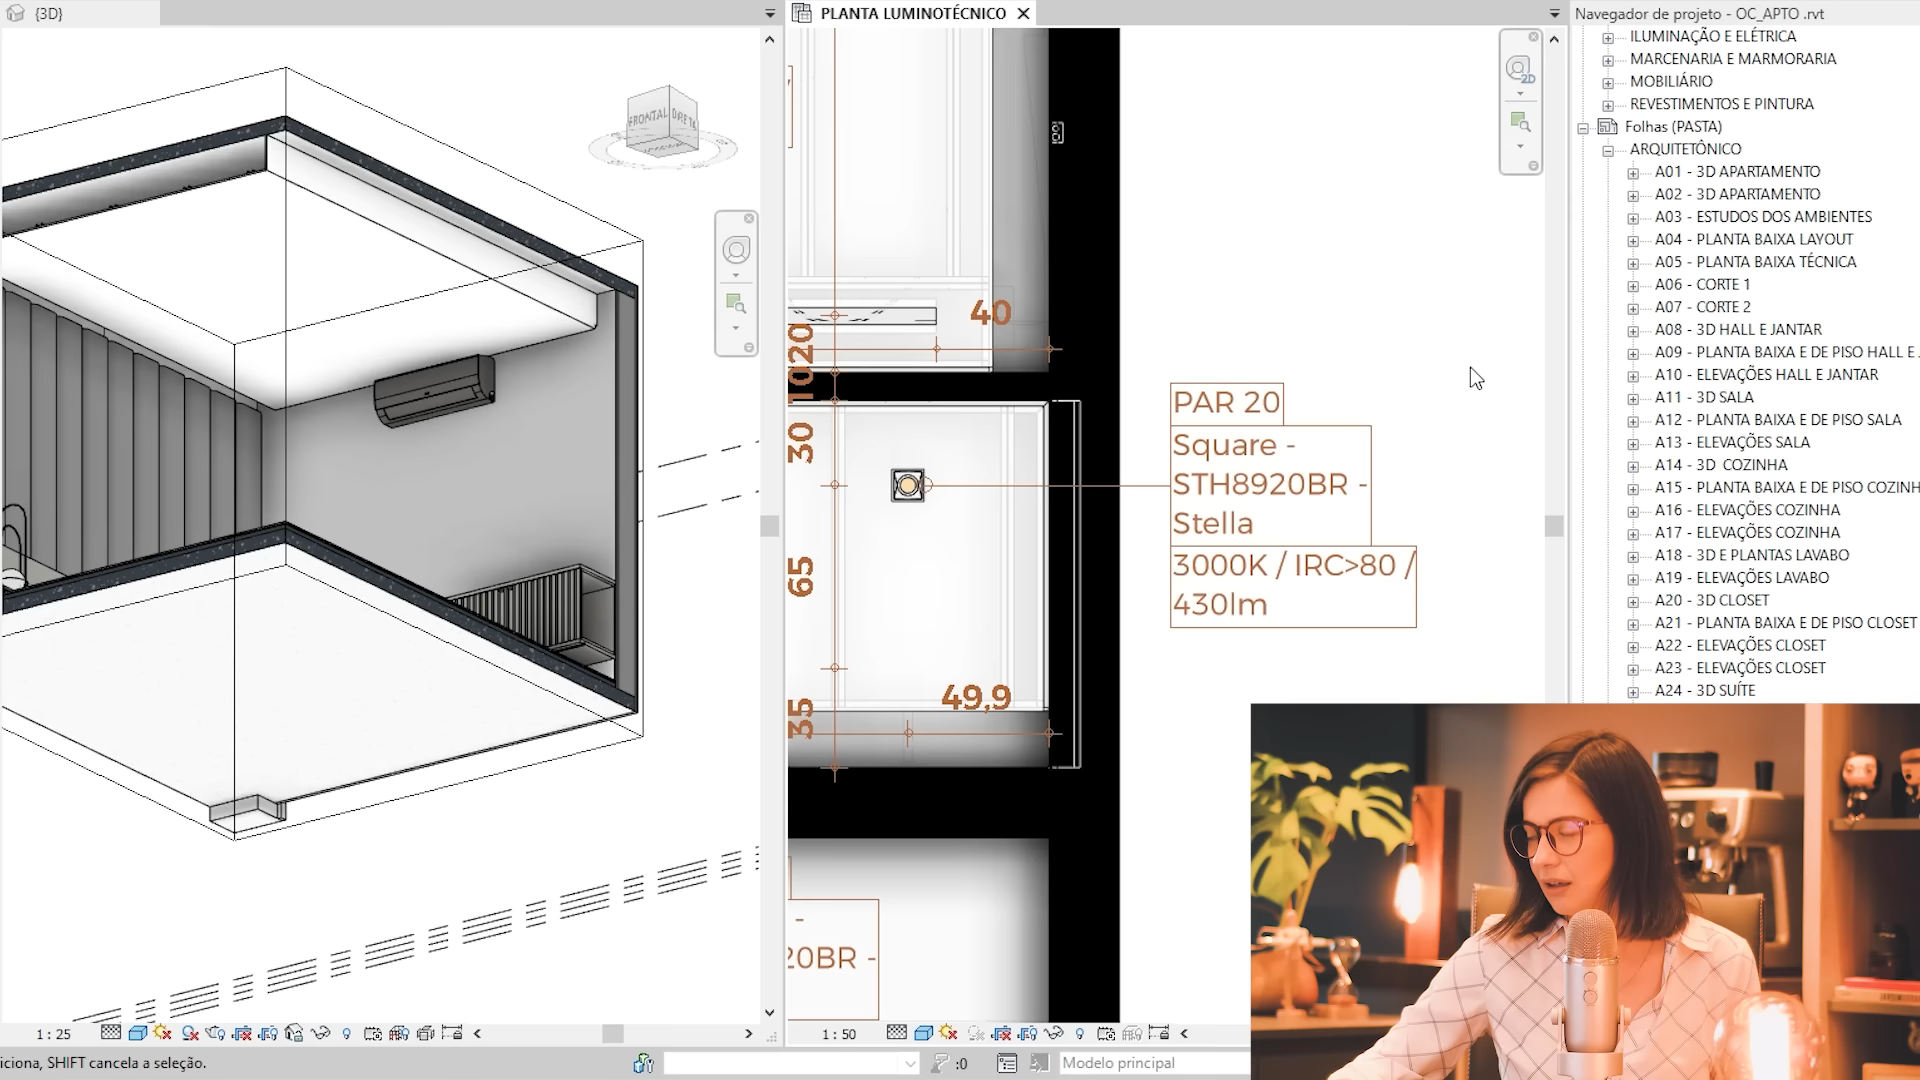 {3D}
PLANTA LUMINOTÉCNICO
Navegador de projeto - OC_APTO .rvt
ILUMINAÇÃO E ELÉTRICA
MARCENARIA E MARMORARIA
MOBILIÁRIO
REVESTIMENTOS E PINTURA
Folhas (PASTA)
ARQUITETÔNICO
A01 - 3D APARTAMENTO
A02 - 3D APARTAMENTO
A03 - ESTUDOS DOS AMBIENTES
A04 - PLANTA BAIXA LAYOUT
A05 - PLANTA BAIXA TÉCNICA
A06 - CORTE 1
A07 - CORTE 2
A08 - 3D HALL E JANTAR
A09 - PLANTA BAIXA E DE PISO HALL E
A10 - ELEVAÇÕES HALL E JANTAR
A11 - 3D SALA
A12 - PLANTA BAIXA E DE PISO SALA
A13 - ELEVAÇÕES SALA
A14 - 3D COZINHA
A15 - PLANTA BAIXA E DE PISO COZINH
A16 - ELEVAÇÕES COZINHA
A17 - ELEVAÇÕES COZINHA
A18 - 3D E PLANTAS LAVABO
A19 - ELEVAÇÕES LAVABO
A20 - 3D CLOSET
A21 - PLANTA BAIXA E DE PISO CLOSET
A22 - ELEVAÇÕES CLOSET
A23 - ELEVAÇÕES CLOSET
A24 - 3D SUÍTE
FRONTAL
2D
40
1020
30
65
35
49,9
PAR 20
Square -
STH8920BR -
Stella
3000K / IRC>80 /
430lm
-
20BR -
1 : 25
1 : 50
iciona, SHIFT cancela a seleção.
:0
Modelo principal